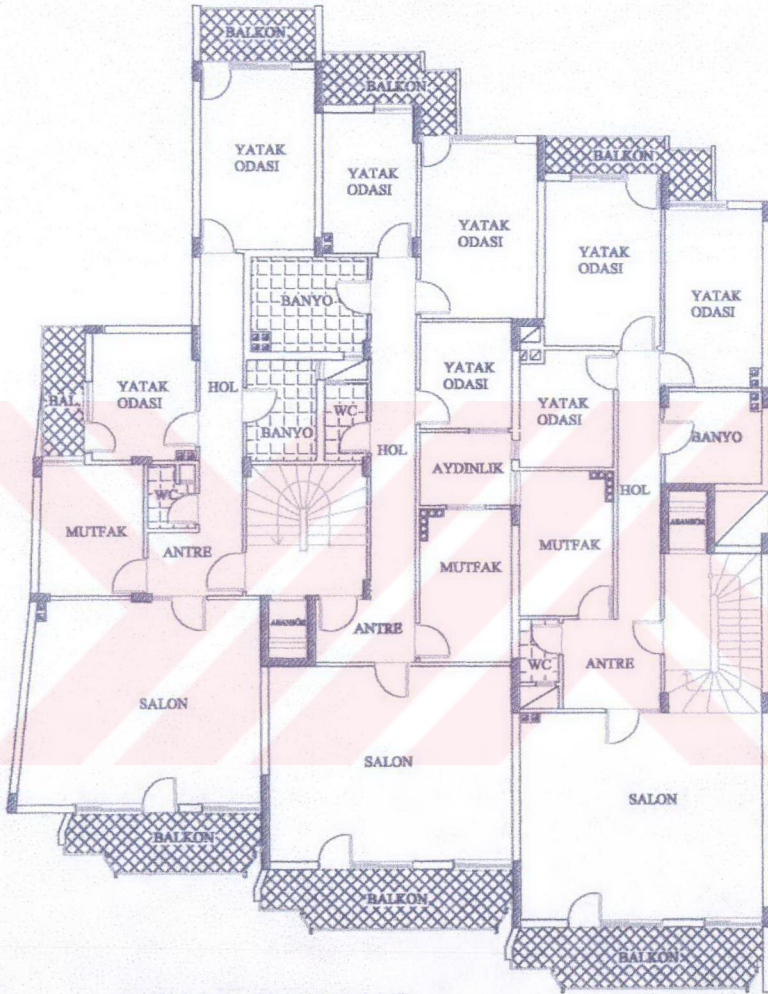 BALKON
BALKON
YATAK
ODASI
YATAK
ODASI
BALKON
YATAK
ODASI
YATAK
ODASI
YATAK
ODASI
BANYO
YATAK
ODASI
BAL.
HOL
YATAK
ODASI
YATAK
ODASI
WC
BANYO
BANYO
HOL
AYDINLIK
HOL
WC
MUTFAK
ASANSÖR
MUTFAK
ANTRE
MUTFAK
ASANSÖR
ANTRE
WC
ANTRE
SALON
SALON
SALON
BALKON
BALKON
BALKON